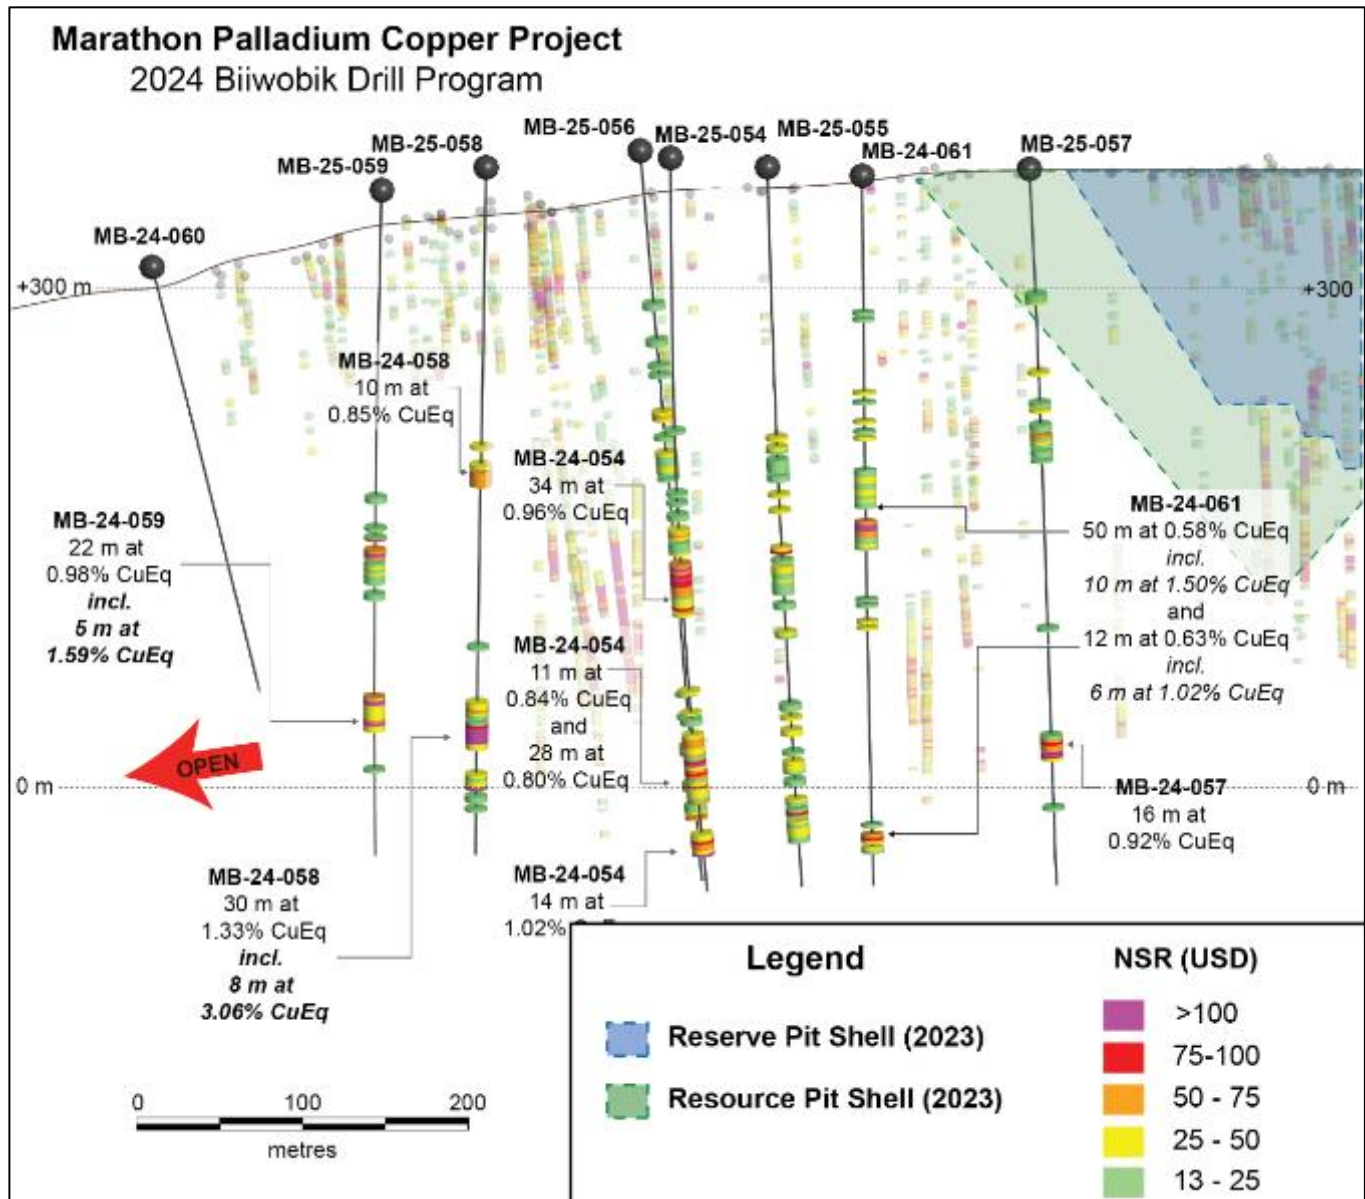 Marathon Palladium Copper Project
2024 Biiwobik Drill Program
MB-25-056
MB-25-054
MB-25-055
MB-25-058
MB-24-061
MB-25-057
MB-25-059
MB-24-060
+300 m
+300
MB-24-058
10 m at
0.85% CuEq
MB-24-054
34 m at
0.96% CuEq
MB-24-059
22 m at
0.98% CuEq
incl.
5 m at
1.59% CuEq
MB-24-061
50 m at 0.58% CuEq
incl.
10 m at 1.50% CuEq
and
12 m at 0.63% CuEq
incl.
6 m at 1.02% CuEq
MB-24-054
11 m at
0.84% CuEq
and
28 m at
0.80% CuEq
OPEN
0 m
0 m
MB-24-057
16 m at
0.92% CuEq
MB-24-058
30 m at
1.33% CuEq
incl.
8 m at
3.06% CuEq
MB-24-054
14 m at
1.02%
Legend
Reserve Pit Shell (2023)
Resource Pit Shell (2023)
NSR (USD)
>100
75-100
50 - 75
25 - 50
13 - 25
0 100 200
metres